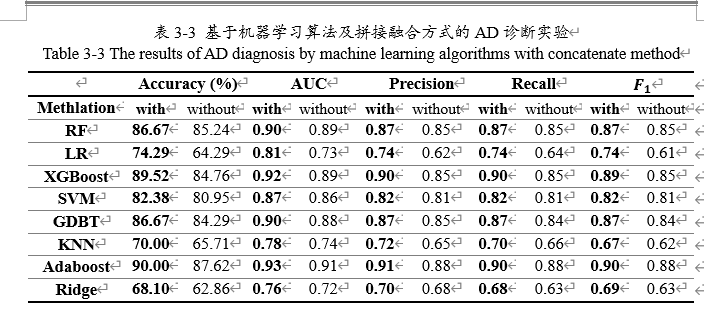 表 3-3 基于机器学习算法及拼接融合方式的 AD 诊断实验
Table 3-3 The results of AD diagnosis by machine learning algorithms with concatenate method
Accuracy (%) AUC Precision Recall F1
Methlation with without with without with without with without with without
RF 86.67 85.24 0.90 0.89 0.87 0.85 0.87 0.85 0.87 0.85
LR 74.29 64.29 0.81 0.73 0.74 0.62 0.74 0.64 0.74 0.61
XGBoost 89.52 84.76 0.92 0.89 0.90 0.85 0.90 0.85 0.89 0.85
SVM 82.38 80.95 0.87 0.86 0.82 0.81 0.82 0.81 0.82 0.81
GDBT 86.67 84.29 0.90 0.88 0.87 0.85 0.87 0.84 0.87 0.84
KNN 70.00 65.71 0.78 0.74 0.72 0.65 0.70 0.66 0.67 0.62
Adaboost 90.00 87.62 0.93 0.91 0.91 0.88 0.90 0.88 0.90 0.88
Ridge 68.10 62.86 0.76 0.72 0.70 0.68 0.68 0.63 0.69 0.63